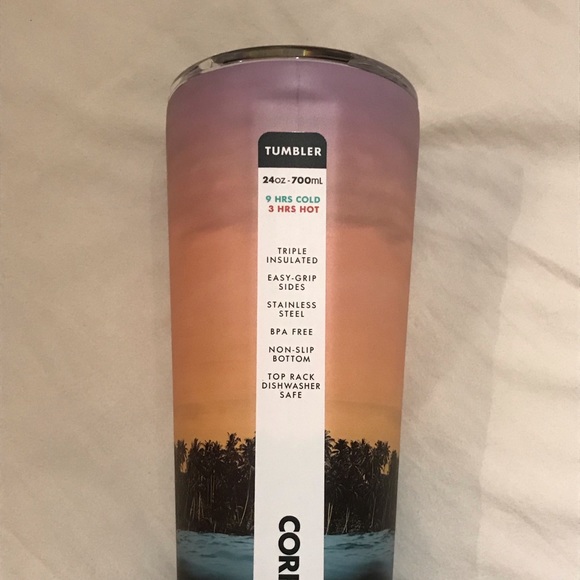 TUMBLER
24oz - 700mL
9 HRS COLD
3 HRS HOT
TRIPLE
INSULATED
EASY-GRIP
SIDES
STAINLESS
STEEL
BPA FREE
NON-SLIP
BOTTOM
TOP RACK
DISHWASHER
SAFE